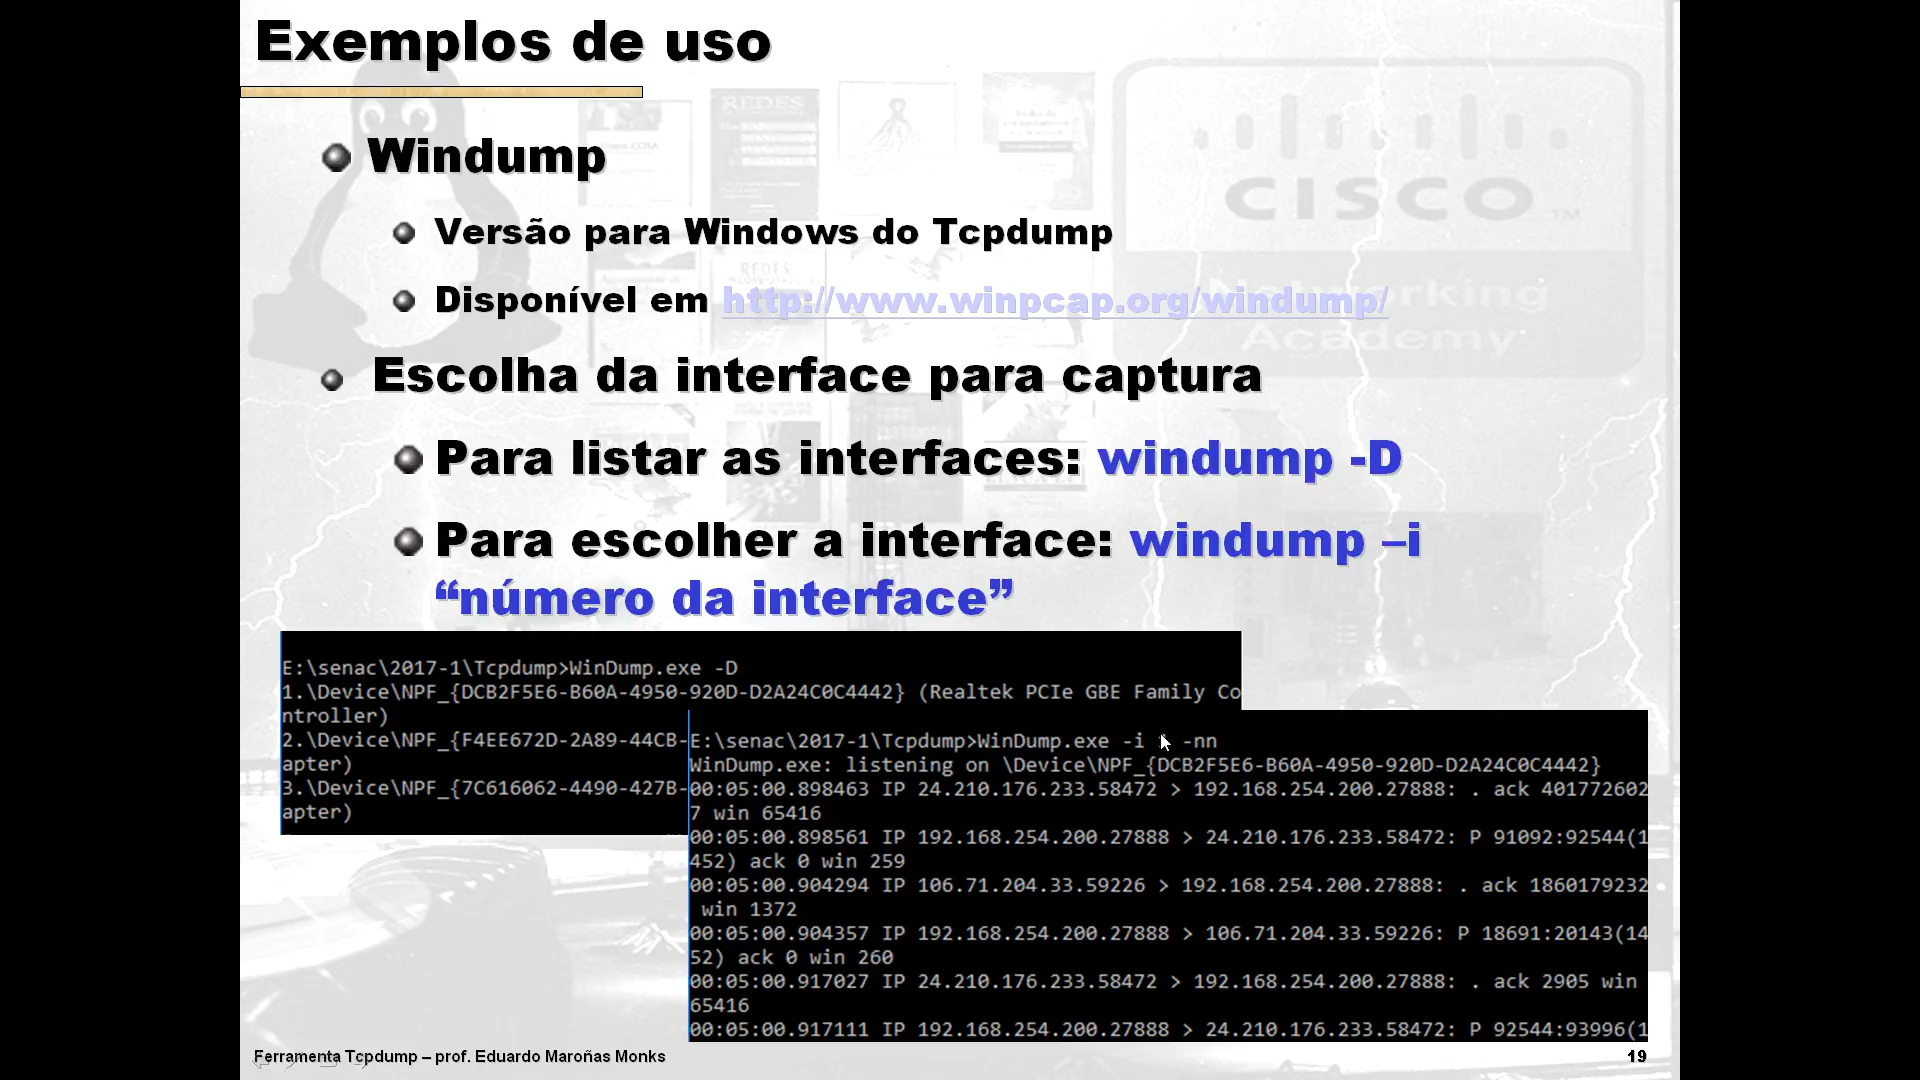 Exemplos de uso
Windump
Versão para Windows do Tcpdump
Disponível em http://www.winpcap.org/windump/
Escolha da interface para captura
Para listar as interfaces: windump -D
Para escolher a interface: windump –i
“número da interface”
E:\senac\2017-1\Tcpdump>WinDump.exe -D
1.\Device\NPF_{DCB2F5E6-B60A-4950-920D-D2A24C0C4442} (Realtek PCIe GBE Family Co
ntroller)
2.\Device\NPF_{F4EE672D-2A89-44CB-
apter)
3.\Device\NPF_{7C616062-4490-427B-
apter)
E:\senac\2017-1\Tcpdump>WinDump.exe -i -nn
WinDump.exe: listening on \Device\NPF_{DCB2F5E6-B60A-4950-920D-D2A24C0C4442}
00:05:00.898463 IP 24.210.176.233.58472 > 192.168.254.200.27888: . ack 401772602
7 win 65416
00:05:00.898561 IP 192.168.254.200.27888 > 24.210.176.233.58472: P 91092:92544(1
452) ack 0 win 259
00:05:00.904294 IP 106.71.204.33.59226 > 192.168.254.200.27888: . ack 1860179232
win 1372
00:05:00.904357 IP 192.168.254.200.27888 > 106.71.204.33.59226: P 18691:20143(14
52) ack 0 win 260
00:05:00.917027 IP 24.210.176.233.58472 > 192.168.254.200.27888: . ack 2905 win
65416
00:05:00.917111 IP 192.168.254.200.27888 > 24.210.176.233.58472: P 92544:93996(1
Ferramenta Tcpdump – prof. Eduardo Maroñas Monks
19
CISCO
TM
Networking
Academy
REDES